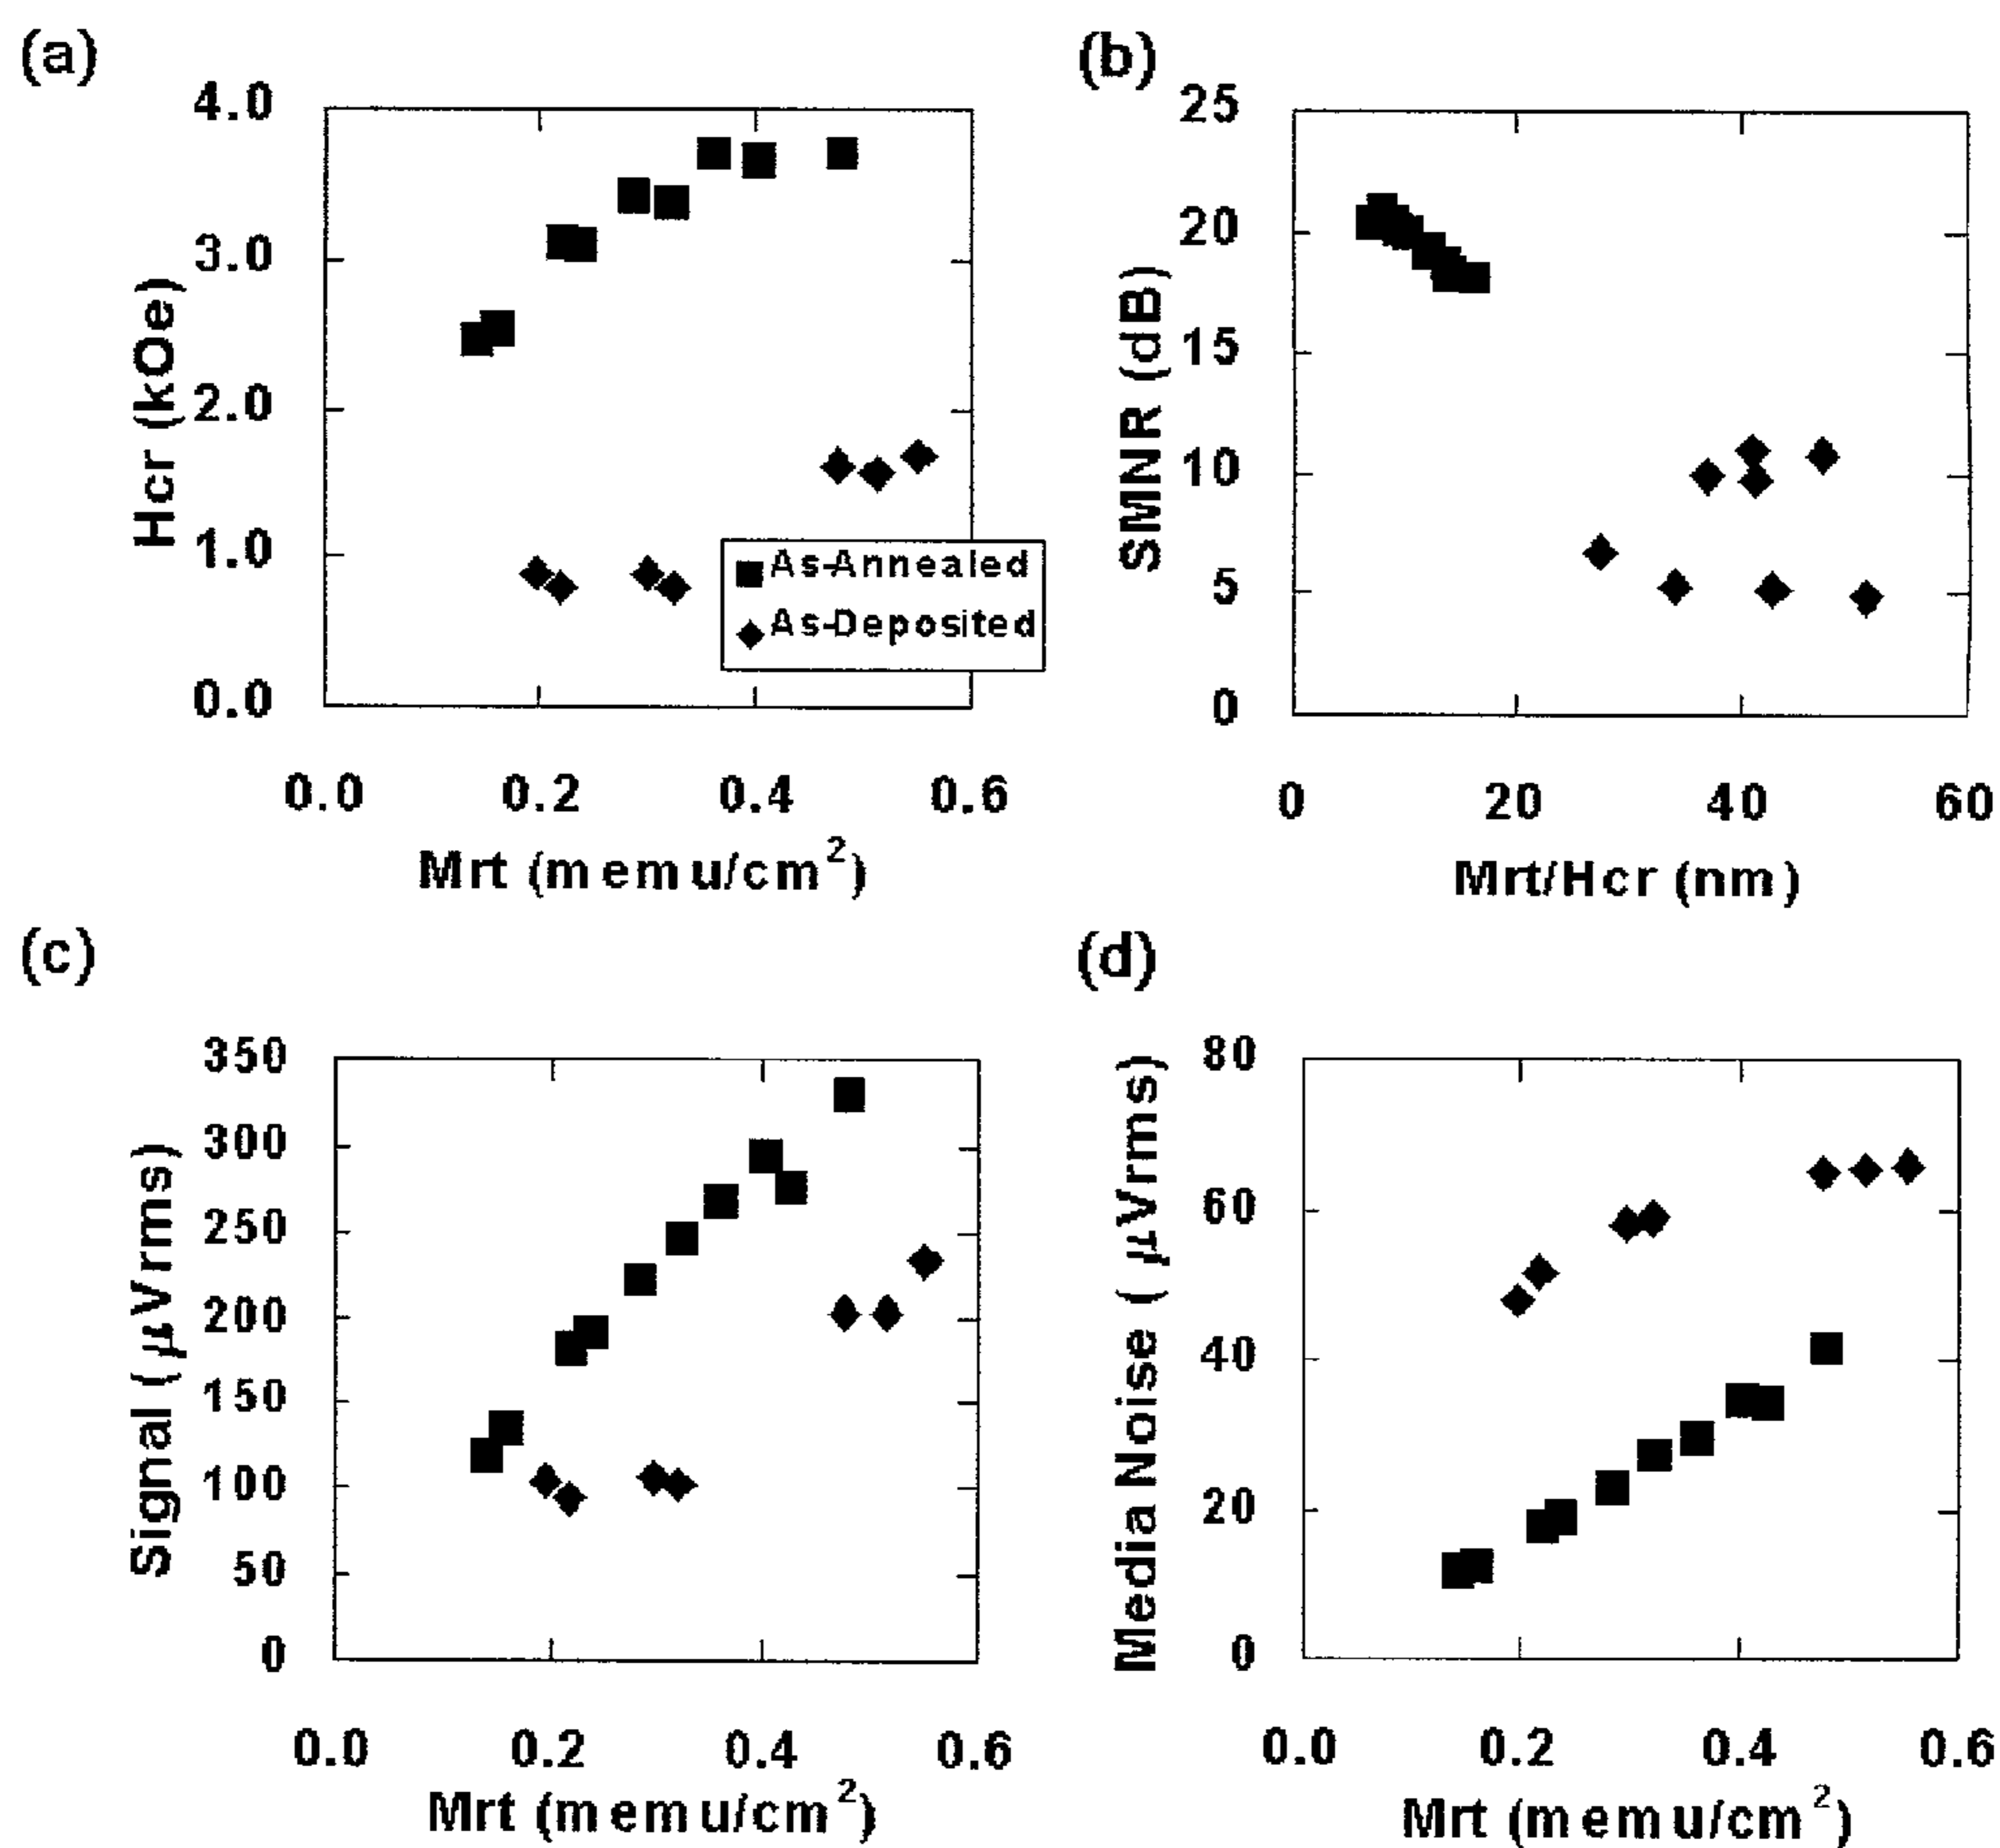 (a)
4.0
3.0
2.0
1.0
0.0
Hcr (kOe)
As-Annealed
As-Deposited
0.0 0.2 0.4 0.6
Mrt (memu/cm²)
(b)
25
20
15
10
5
0
SMNR (dB)
0 20 40 60
Mrt/Hcr (nm)
(c)
350
300
250
200
150
100
50
0
Signal (μVrms)
0.0 0.2 0.4 0.6
Mrt (memu/cm²)
(d)
80
60
40
20
0
Media Noise (μVrms)
0.0 0.2 0.4 0.6
Mrt (memu/cm²)